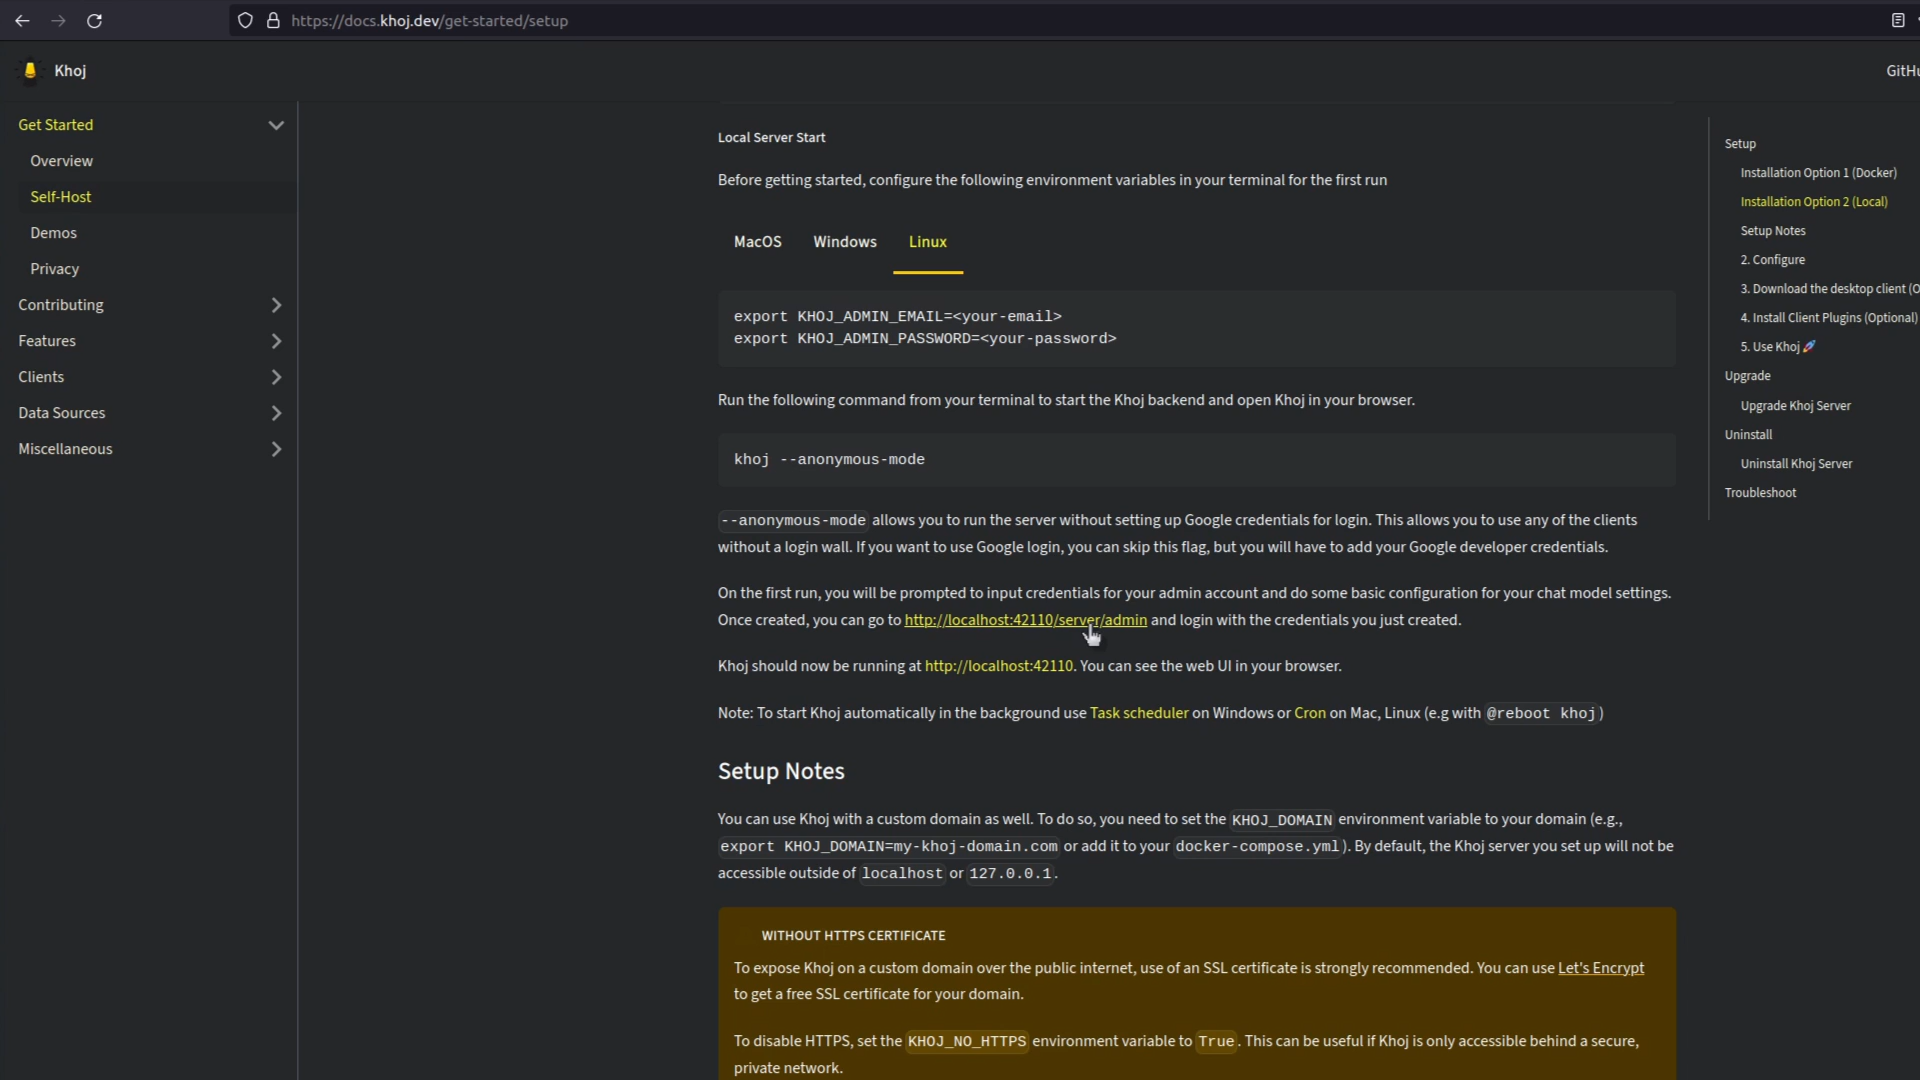 https://docs.khoj.dev/get-started/setup
Khoj
GitHu
Get Started
Overview
Self-Host
Demos
Privacy
Contributing
Features
Clients
Data Sources
Miscellaneous
Local Server Start
Before getting started, configure the following environment variables in your terminal for the first run
MacOS Windows Linux
export KHOJ_ADMIN_EMAIL=<your-email>
export KHOJ_ADMIN_PASSWORD=<your-password>
Run the following command from your terminal to start the Khoj backend and open Khoj in your browser.
khoj --anonymous-mode
--anonymous-mode allows you to run the server without setting up Google credentials for login. This allows you to use any of the clients
without a login wall. If you want to use Google login, you can skip this flag, but you will have to add your Google developer credentials.
On the first run, you will be prompted to input credentials for your admin account and do some basic configuration for your chat model settings.
Once created, you can go to http://localhost:42110/server/admin and login with the credentials you just created.
Khoj should now be running at http://localhost:42110. You can see the web UI in your browser.
Note: To start Khoj automatically in the background use Task scheduler on Windows or Cron on Mac, Linux (e.g with @reboot khoj)
Setup Notes
You can use Khoj with a custom domain as well. To do so, you need to set the KHOJ_DOMAIN environment variable to your domain (e.g.,
export KHOJ_DOMAIN=my-khoj-domain.com or add it to your docker-compose.yml). By default, the Khoj server you set up will not be
accessible outside of localhost or 127.0.0.1.
WITHOUT HTTPS CERTIFICATE
To expose Khoj on a custom domain over the public internet, use of an SSL certificate is strongly recommended. You can use Let's Encrypt
to get a free SSL certificate for your domain.
To disable HTTPS, set the KHOJ_NO_HTTPS environment variable to True. This can be useful if Khoj is only accessible behind a secure,
private network.
Setup
Installation Option 1 (Docker)
Installation Option 2 (Local)
Setup Notes
2. Configure
3. Download the desktop client (O
4. Install Client Plugins (Optional)
5. Use Khoj 🚀
Upgrade
Upgrade Khoj Server
Uninstall
Uninstall Khoj Server
Troubleshoot